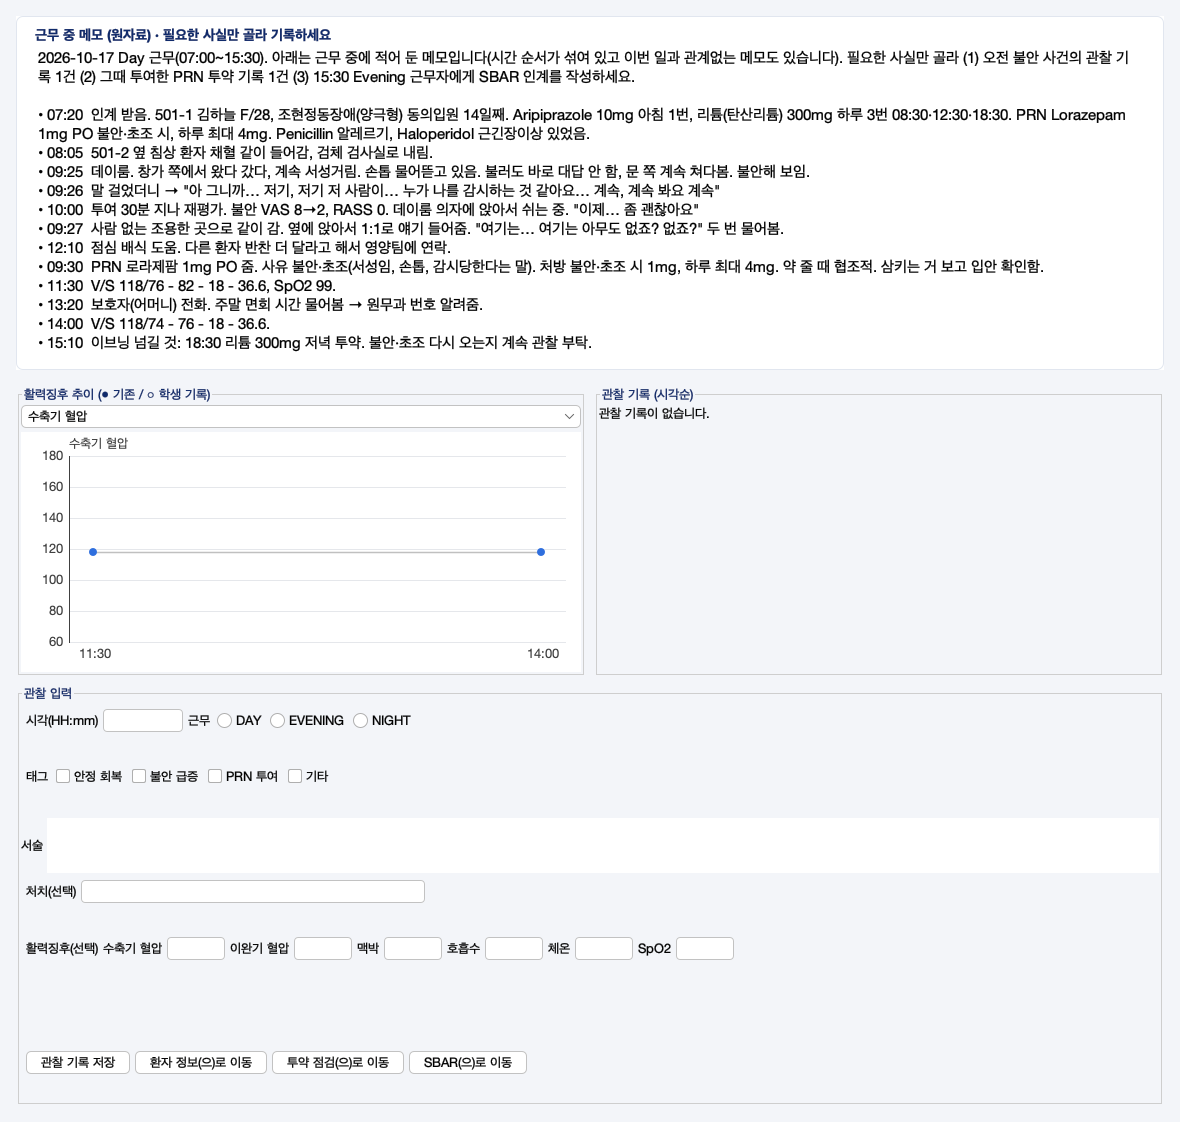 근무 중 메모 (원자료) · 필요한 사실만 골라 기록하세요
2026-10-17 Day 근무(07:00~15:30). 아래는 근무 중에 적어 둔 메모입니다(시간 순서가 섞여 있고 이번 일과 관계없는 메모도 있습니다). 필요한 사실만 골라 (1) 오전 불안 사건의 관찰 기
록 1건 (2) 그때 투여한 PRN 투약 기록 1건 (3) 15:30 Evening 근무자에게 SBAR 인계를 작성하세요.
• 07:20 인계 받음. 501-1 김하늘 F/28, 조현정동장애(양극형) 동의입원 14일째. Aripiprazole 10mg 아침 1번, 리튬(탄산리튬) 300mg 하루 3번 08:30·12:30·18:30. PRN Lorazepam
1mg PO 불안·초조 시, 하루 최대 4mg. Penicillin 알레르기, Haloperidol 근긴장이상 있었음.
• 08:05 501-2 옆 침상 환자 채혈 같이 들어감, 검체 검사실로 내림.
• 09:25 데이룸. 창가 쪽에서 왔다 갔다, 계속 서성거림. 손톱 물어뜯고 있음. 불러도 바로 대답 안 함, 문 쪽 계속 쳐다봄. 불안해 보임.
• 09:26 말 걸었더니 → "아 그니까... 저기, 저기 저 사람이... 누가 나를 감시하는 것 같아요... 계속, 계속 봐요 계속"
• 10:00 투여 30분 지나 재평가. 불안 VAS 8→2, RASS 0. 데이룸 의자에 앉아서 쉬는 중. "이제... 좀 괜찮아요"
• 09:27 사람 없는 조용한 곳으로 같이 감. 옆에 앉아서 1:1로 얘기 들어줌. "여기는... 여기는 아무도 없죠? 없죠?" 두 번 물어봄.
• 12:10 점심 배식 도움. 다른 환자 반찬 더 달라고 해서 영양팀에 연락.
• 09:30 PRN 로라제팜 1mg PO 줌. 사유 불안·초조(서성임, 손톱, 감시당한다는 말). 처방 불안·초조 시 1mg, 하루 최대 4mg. 약 줄 때 협조적. 삼키는 거 보고 입안 확인함.
• 11:30 V/S 118/76 - 82 - 18 - 36.6, SpO2 99.
• 13:20 보호자(어머니) 전화. 주말 면회 시간 물어봄 → 원무과 번호 알려줌.
• 14:00 V/S 118/74 - 76 - 18 - 36.6.
• 15:10 이브닝 넘길 것: 18:30 리튬 300mg 저녁 투약. 불안·초조 다시 오는지 계속 관찰 부탁.
활력징후 추이 (● 기존 / ○ 학생 기록)
수축기 혈압
수축기 혈압
180
160
140
120
100
80
60
11:30 14:00
관찰 기록 (시각순)
관찰 기록이 없습니다.
관찰 입력
시각(HH:mm) 근무 DAY EVENING NIGHT
태그 안정 회복 불안 급증 PRN 투여 기타
서술
처치(선택)
활력징후(선택) 수축기 혈압 이완기 혈압 맥박 호흡수 체온 SpO2
관찰 기록 저장 환자 정보(으)로 이동 투약 점검(으)로 이동 SBAR(으)로 이동